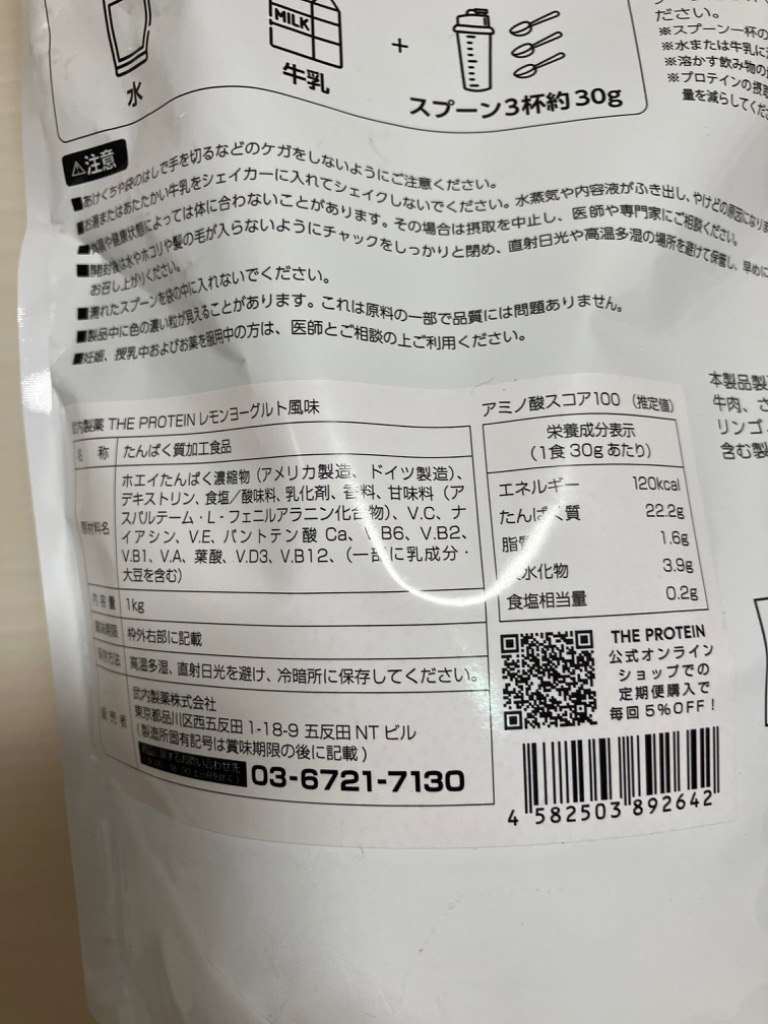 ださい。
※スプーン一杯の
※水または牛乳に
※溶かす飲み物の
※プロテインの摂取
量を減らしてくだ
MILK
水
牛乳
+
スプーン3杯約30g
⚠注意
■あけくちや袋のはしで手を切るなどのケガをしないようにご注意ください。
■お湯またはあたたかい牛乳をシェイカーに入れてシェイクしないでください。水蒸気や内容液がふき出し、やけどの原因になりま
■体調や健康状態によっては体に合わないことがあります。その場合は摂取を中止し、医師や専門家にご相談ください。
■開封後は水やホコリや髪の毛が入らないようにチャックをしっかりと閉め、直射日光や高温多湿の場所を避けて保管し、早めに
お召し上がりください。
■濡れたスプーンを袋の中に入れないでください。
■製品中に色の濃い粒が見えることがあります。これは原料の一部で品質には問題ありません。
■妊娠、授乳中およびお薬を服用中の方は、医師とご相談の上ご利用ください。
武内製薬 THE PROTEIN レモンヨーグルト風味
名 称 たんぱく質加工食品
原材料名 ホエイたんぱく濃縮物(アメリカ製造、ドイツ製造)、
デキストリン、食塩/酸味料、乳化剤、香料、甘味料(ア
スパルテーム・L-フェニルアラニン化合物)、V.C、ナ
イアシン、V.E、パントテン酸 Ca、V.B6、V.B2、
V.B1、V.A、葉酸、V.D3、V.B12、(一部に乳成分・
大豆を含む)
内容量 1kg
賞味期限 枠外右部に記載
保存方法 高温多湿、直射日光を避け、冷暗所に保存してください。
販売者 武内製薬株式会社
東京都品川区西五反田 1-18-9 五反田 NT ビル
(製造所固有記号は賞味期限の後に記載)
お問い合わせ先
03-6721-7130
アミノ酸スコア100 (推定値)
栄養成分表示
(1食 30gあたり)
エネルギー 120kcal
たんぱく質 22.2g
脂質 1.6g
炭水化物 3.9g
食塩相当量 0.2g
THE PROTEIN
公式オンライン
ショップでの
定期便購入で
毎回5%OFF!
4 582503 892642
本製品製
牛肉、さ
リンゴ、
含む製